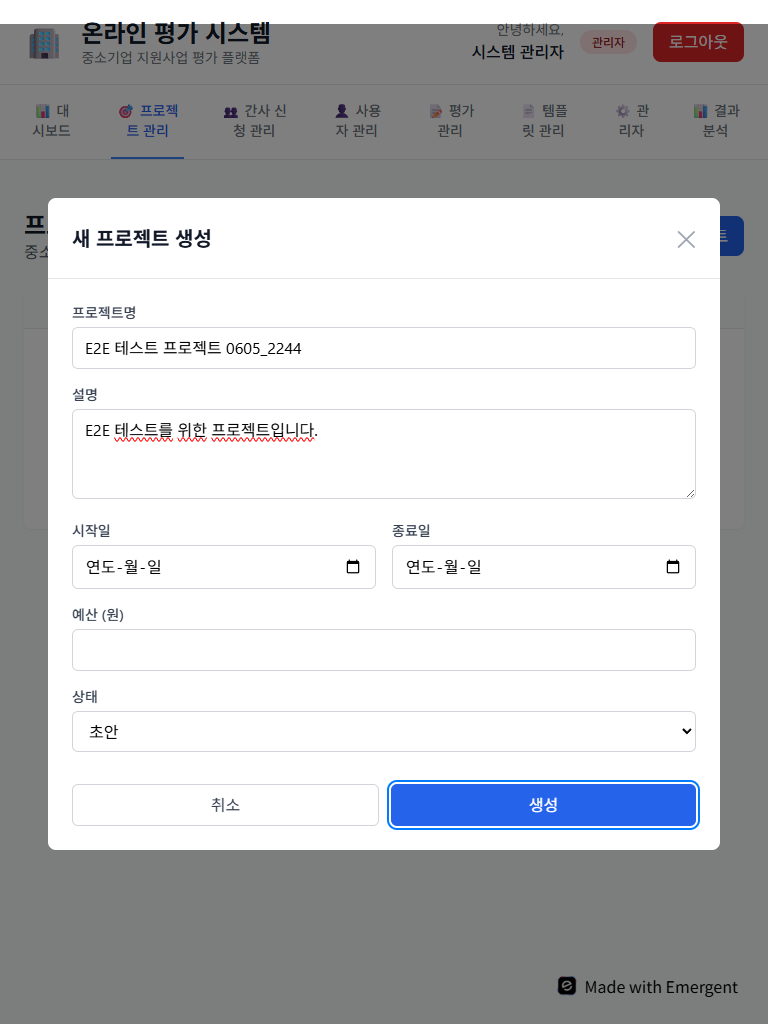 온라인 평가 시스템
중소기업 지원사업 평가 플랫폼
안녕하세요,
시스템 관리자
관리자
로그아웃
대
시보드
프로젝
트 관리
간사 신
청 관리
사용
자 관리
평가
관리
템플
릿 관리
관
리자
결과
분석
프
중소
트
새 프로젝트 생성
프로젝트명
E2E 테스트 프로젝트 0605_2244
설명
E2E 테스트를 위한 프로젝트입니다.
시작일
종료일
연도-월-일
연도-월-일
예산 (원)
상태
초안
취소
생성
Made with Emergent